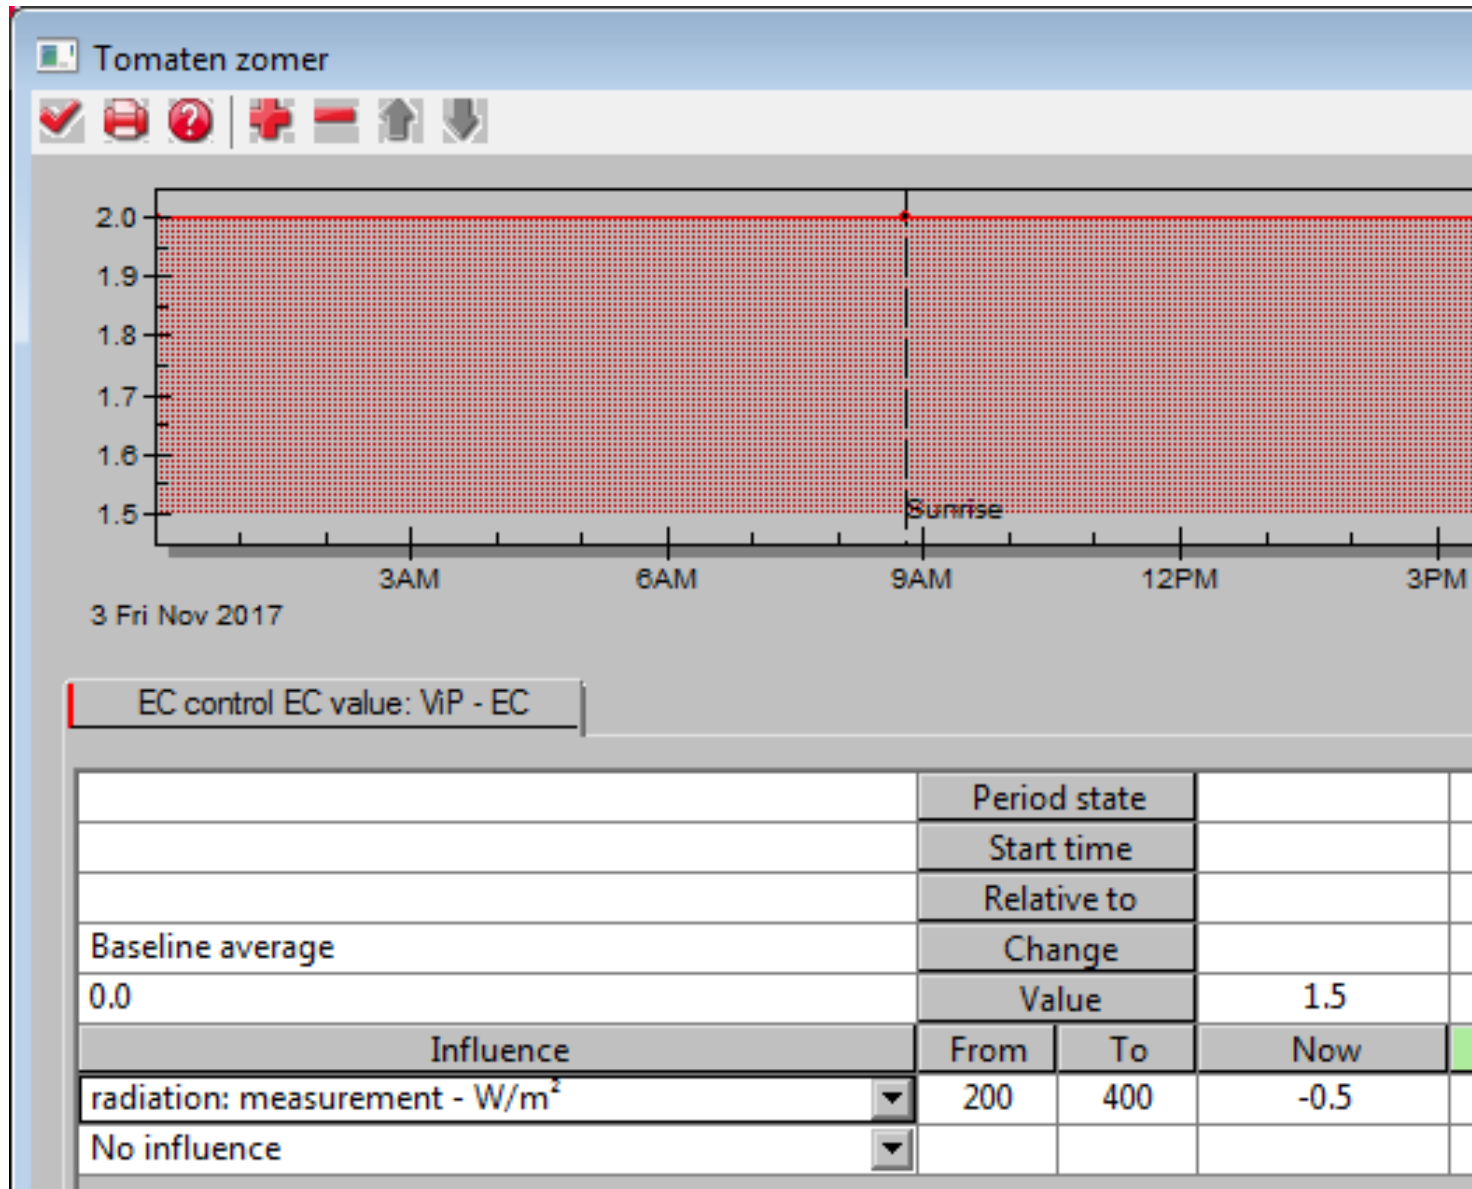 Tomaten zomer
2.0
1.9
1.8
1.7
1.6
1.5
Sunrise
3AM 6AM 9AM 12PM 3PM
3 Fri Nov 2017
EC control EC value: ViP - EC
Period state
Start time
Relative to
Baseline average Change
0.0 Value 1.5
Influence From To Now
radiation: measurement - W/m² 200 400 -0.5
No influence